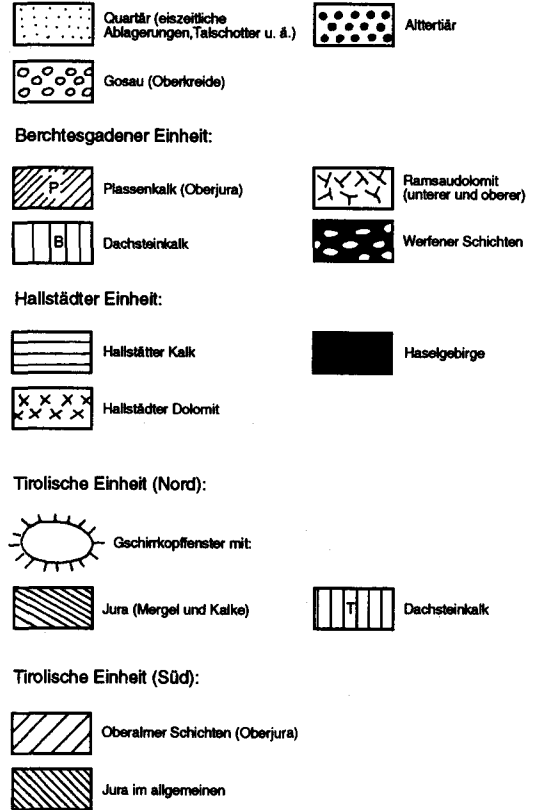 Quartär (eiszeitliche
Ablagerungen,Talschotter u. ä.)
Alttertiär
Gosau (Oberkreide)
Berchtesgadener Einheit:
P
Plassenkalk (Oberjura)
Ramsaudolomit
(unterer und oberer)
B
Dachsteinkalk
Werfener Schichten
Hallstädter Einheit:
Hallstätter Kalk
Haselgebirge
Hallstädter Dolomit
Tirolische Einheit (Nord):
Gschirrkopffenster mit:
Jura (Mergel und Kalke)
T
Dachsteinkalk
Tirolische Einheit (Süd):
Oberalmer Schichten (Oberjura)
Jura im allgemeinen